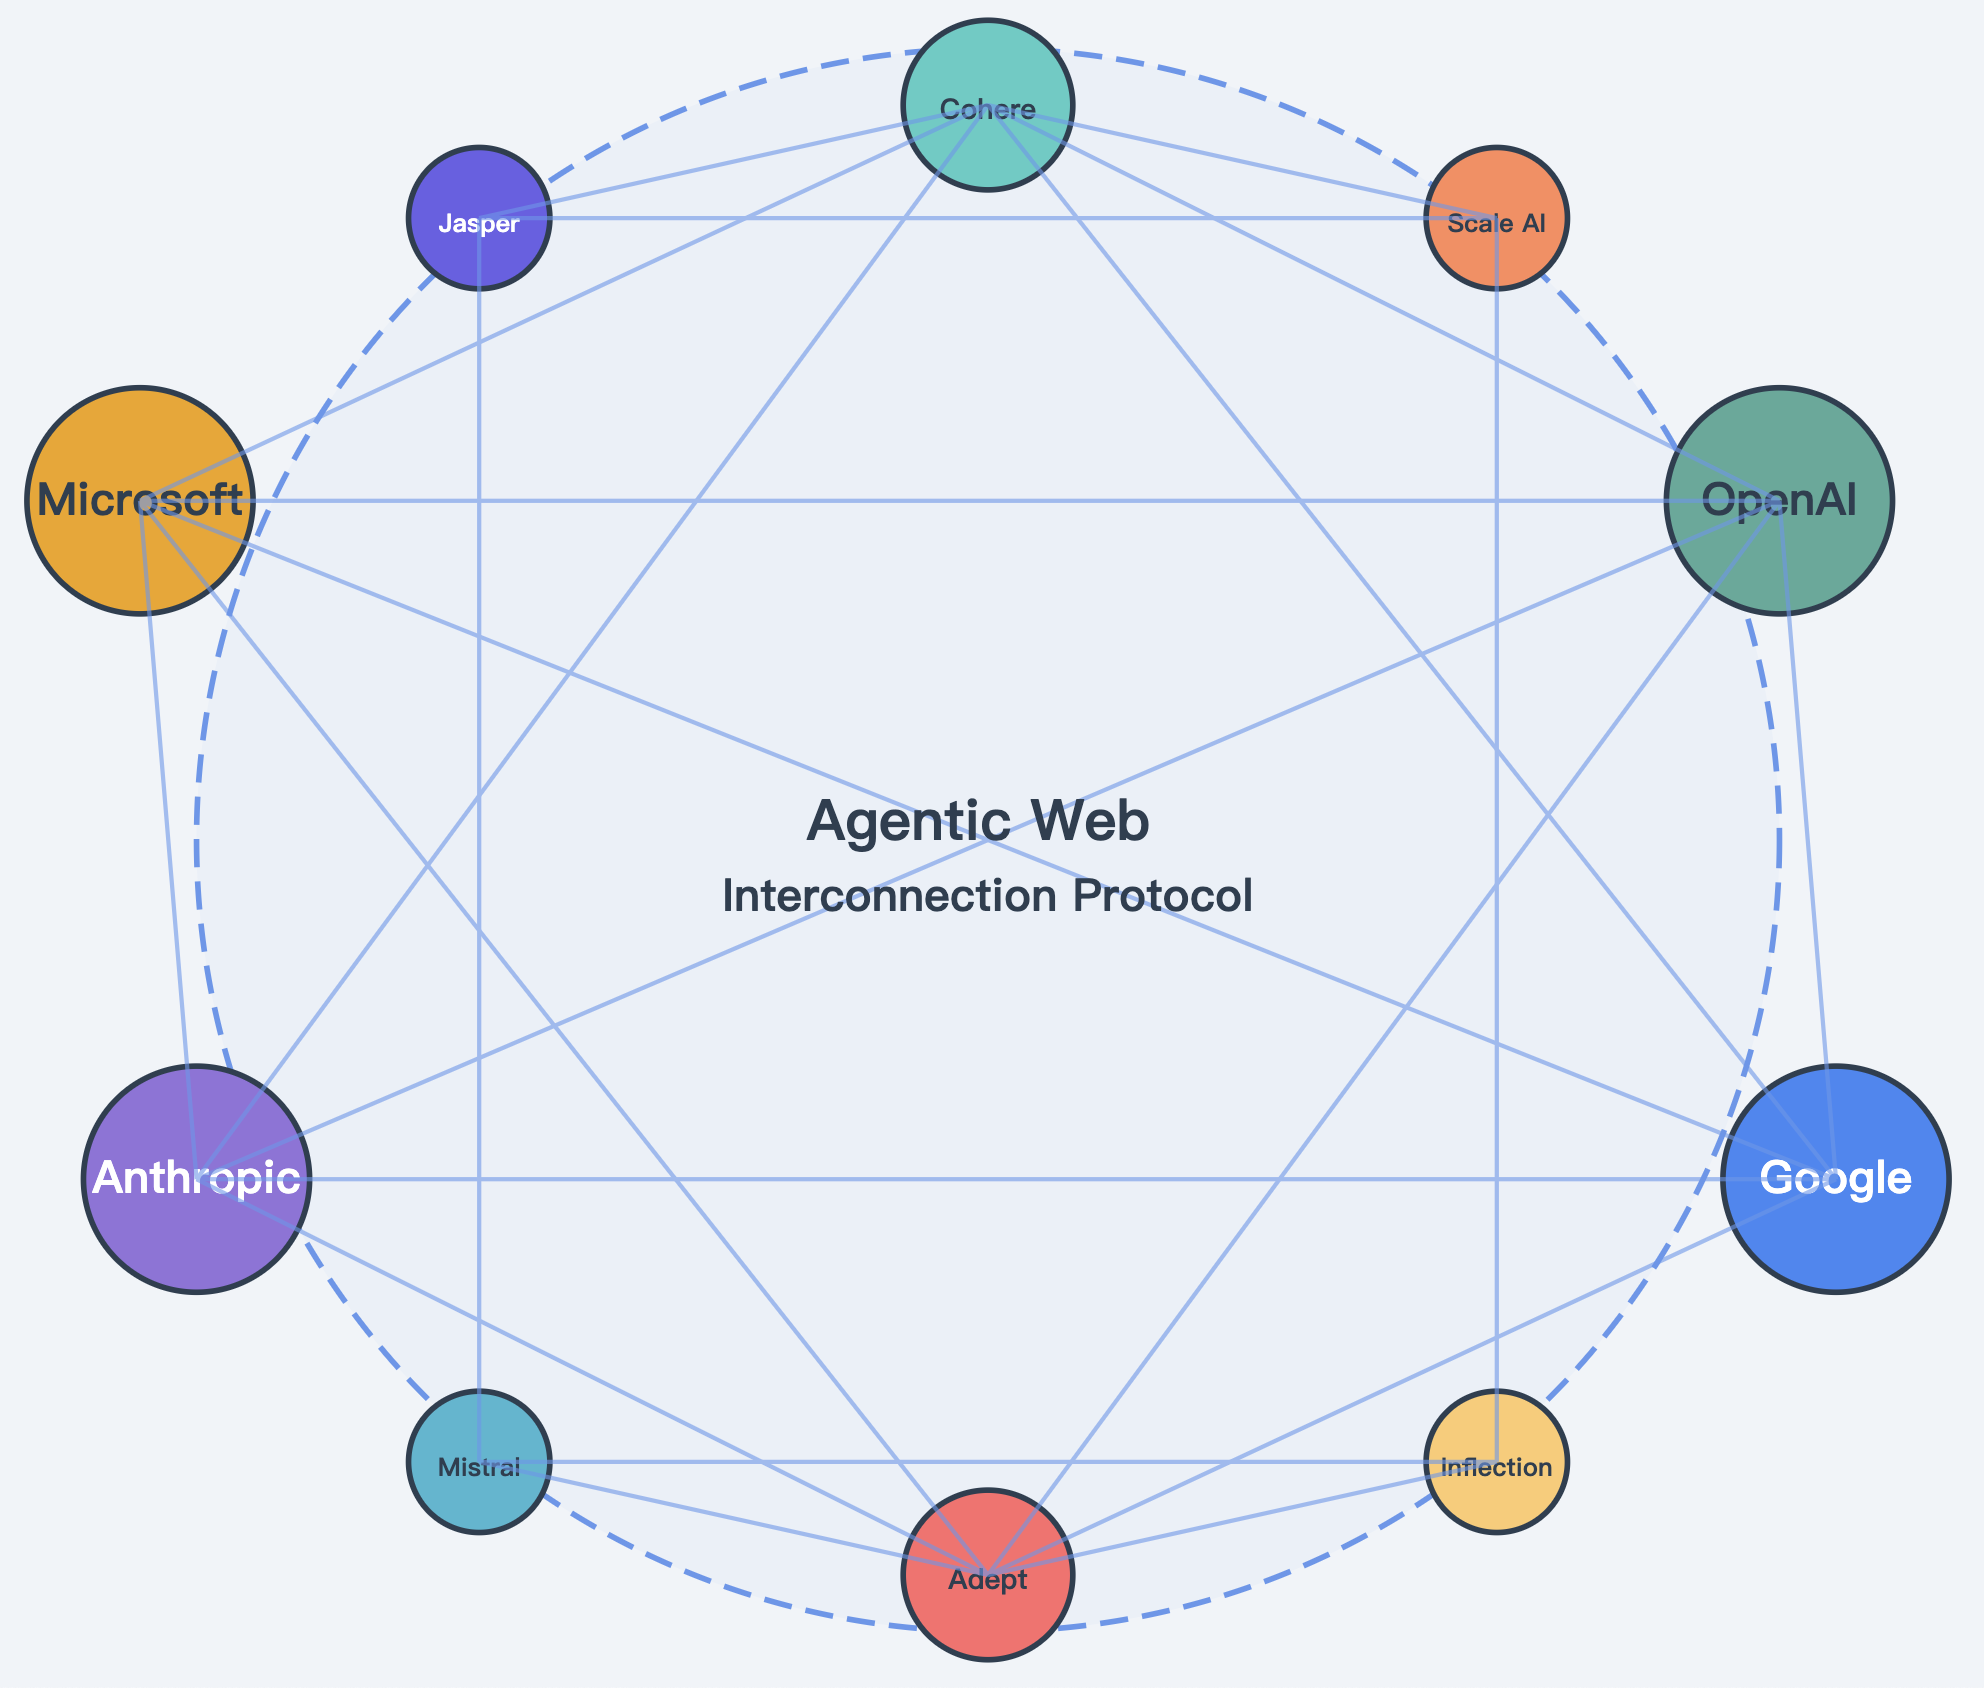 Cohere
Jasper
Scale AI
Microsoft
OpenAI
Agentic Web
Interconnection Protocol
Anthropic
Google
Mistral
Inflection
Adept